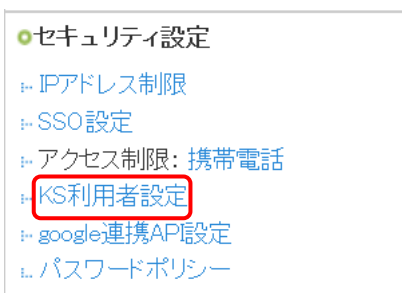 セキュリティ設定
IPアドレス制限
SSO設定
アクセス制限: 携帯電話
KS利用者設定
google連携API設定
パスワードポリシー